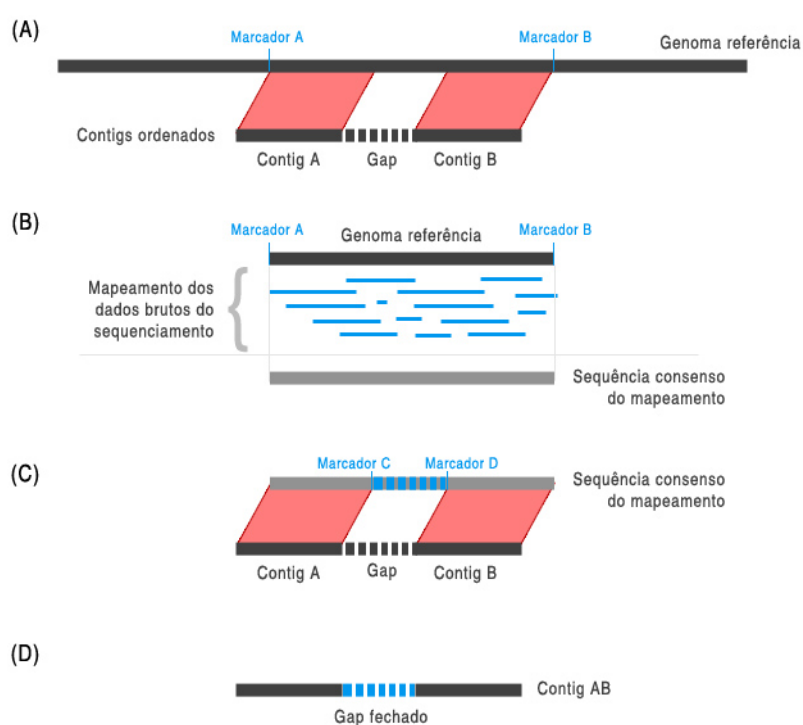 (A)
Marcador A
Marcador B
Genoma referência
Contigs ordenados
Contig A
Gap
Contig B
(B)
Marcador A
Marcador B
Genoma referência
Mapeamento dos
dados brutos do
sequenciamento
Sequência consenso
do mapeamento
(C)
Marcador C
Marcador D
Sequência consenso
do mapeamento
Contig A
Gap
Contig B
(D)
Contig AB
Gap fechado